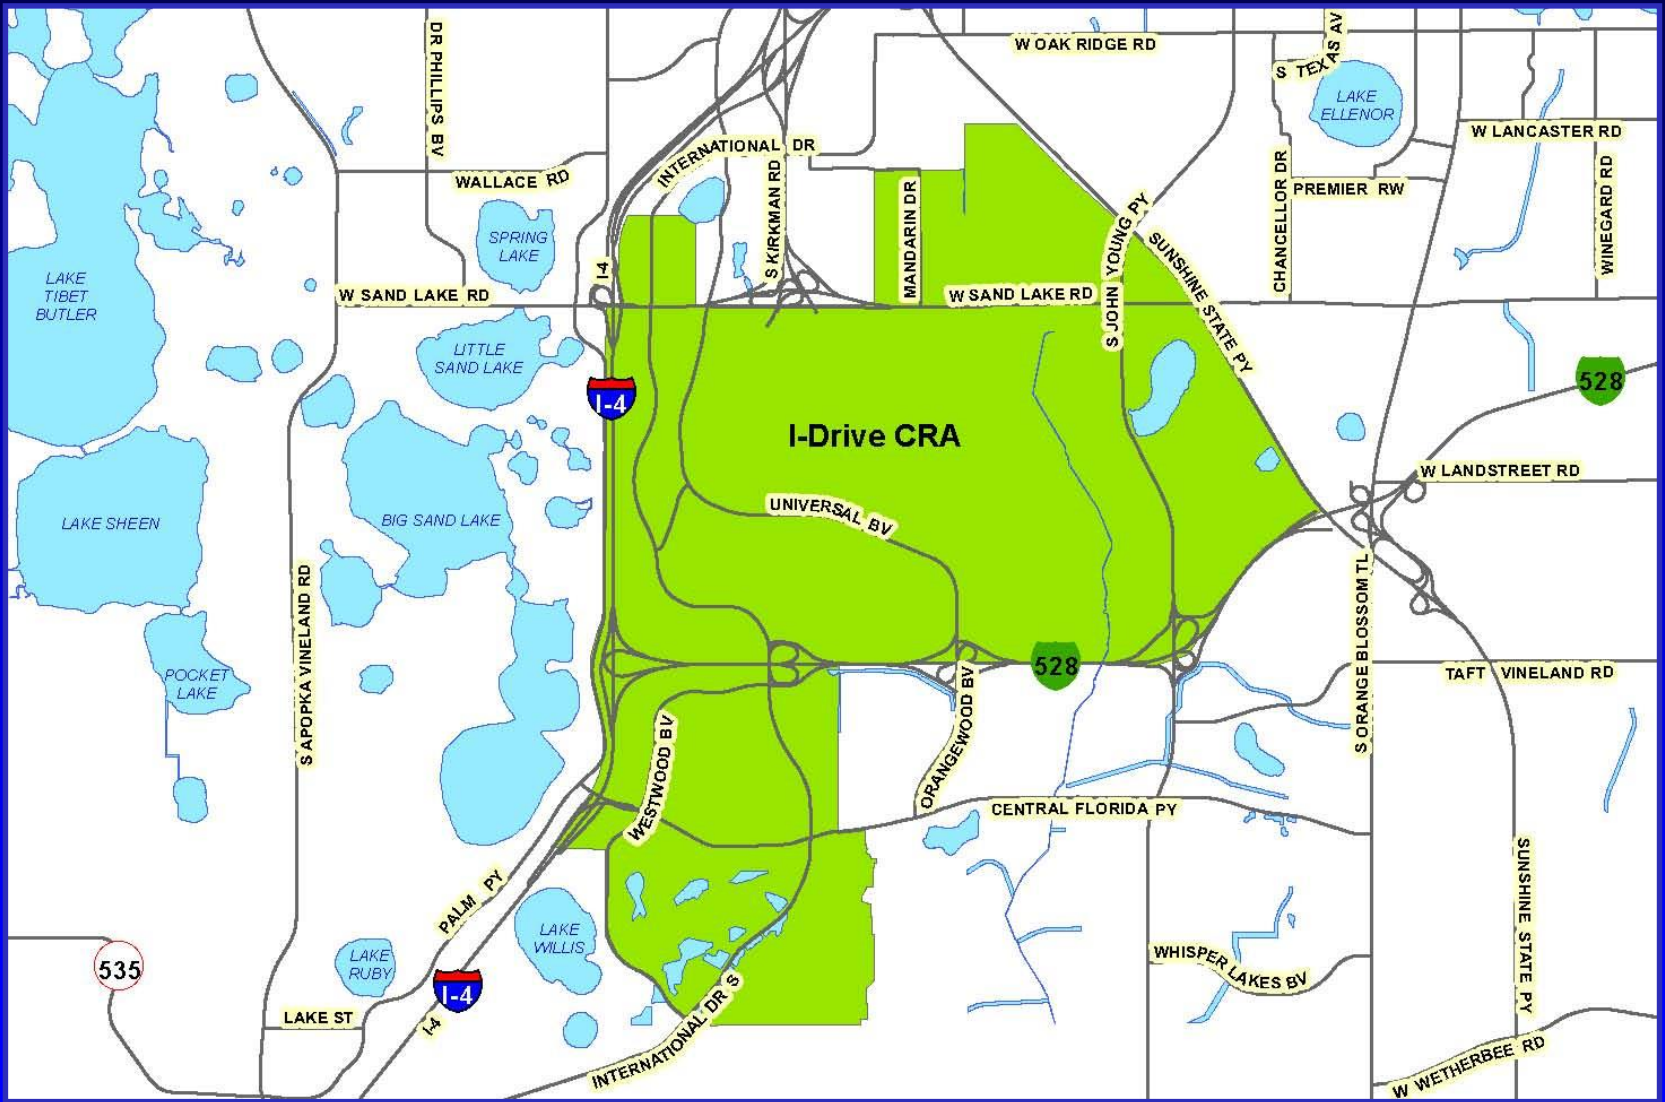 DR PHILLIPS BV
W OAK RIDGE RD
S TEXAS AV
LAKE
ELLENOR
W LANCASTER RD
INTERNATIONAL DR
WALLACE RD
S KIRKMAN RD
MANDARIN DR
CHANCELLOR DR
PREMIER RW
WINEGARD RD
SPRING
LAKE
S JOHN YOUNG PY
SUNSHINE STATE PY
LAKE
TIBET
BUTLER
I-4
W SAND LAKE RD
W SAND LAKE RD
LITTLE
SAND LAKE
I-4
528
I-Drive CRA
W LANDSTREET RD
LAKE SHEEN
BIG SAND LAKE
UNIVERSAL BV
S APOPKA VINELAND RD
S ORANGE BLOSSOM TL
528
POCKET
LAKE
TAFT VINELAND RD
WESTWOOD BV
ORANGEWOOD BV
CENTRAL FLORIDA PY
PALM PY
SUNSHINE STATE PY
LAKE
WILLIS
WHISPER LAKES BV
535
LAKE
RUBY
I-4
LAKE ST
I-4
INTERNATIONAL DR S
W WETHERBEE RD